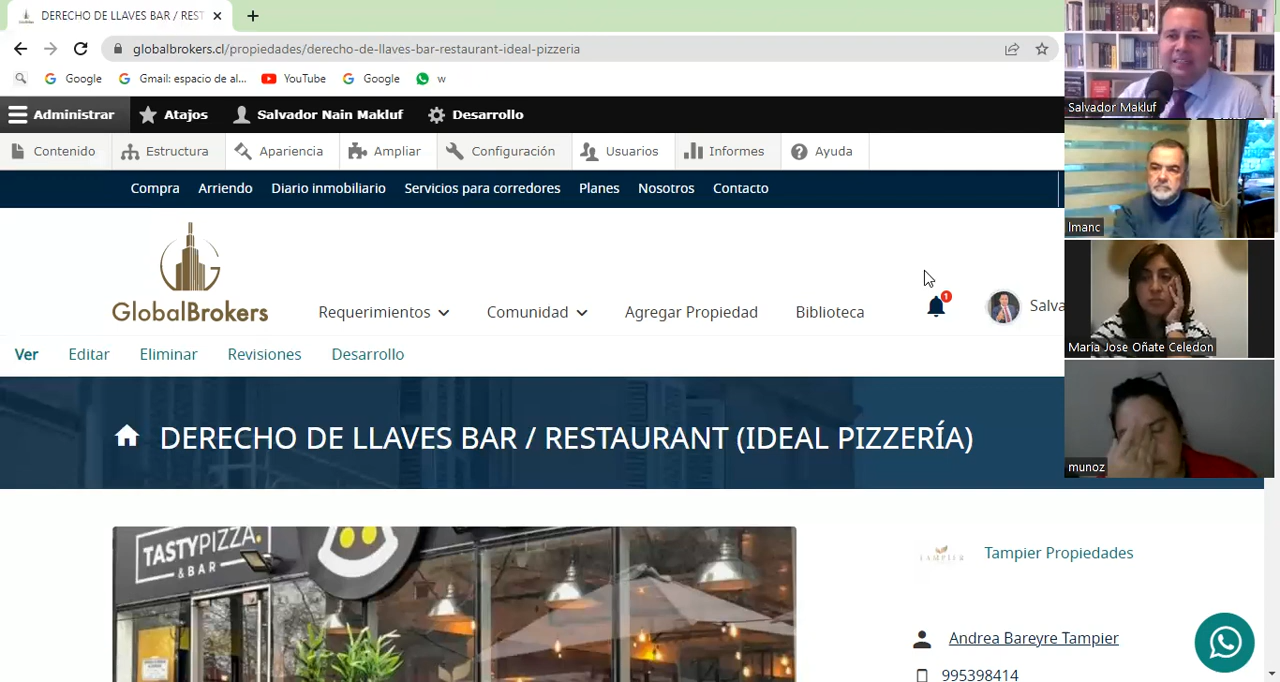 DERECHO DE LLAVES BAR / REST
globalbrokers.cl/propiedades/derecho-de-llaves-bar-restaurant-ideal-pizzeria
Google
Gmail: espacio de al...
YouTube
Google
w
Administrar
Atajos
Salvador Nain Makluf
Desarrollo
Contenido
Estructura
Apariencia
Ampliar
Configuración
Usuarios
Informes
Ayuda
Compra
Arriendo
Diario inmobiliario
Servicios para corredores
Planes
Nosotros
Contacto
GlobalBrokers
Requerimientos
Comunidad
Agregar Propiedad
Biblioteca
1
Salva
Ver
Editar
Eliminar
Revisiones
Desarrollo
DERECHO DE LLAVES BAR / RESTAURANT (IDEAL PIZZERÍA)
TASTYPIZZA.
& BAR
TAMPIER
Tampier Propiedades
Andrea Bareyre Tampier
995398414
Salvador Makluf
lmanc
Maria Jose Oñate Celedon
munoz